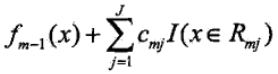 $f_{m-1}(x) + \sum_{j=1}^{J} c_{mj} I(x \in R_{mj})$